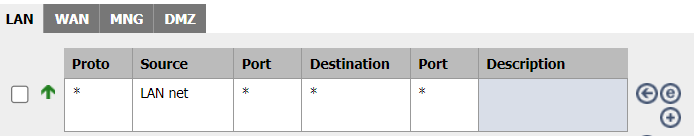 LAN WAN MNG DMZ
Proto Source Port Destination Port Description
* LAN net * * *
e